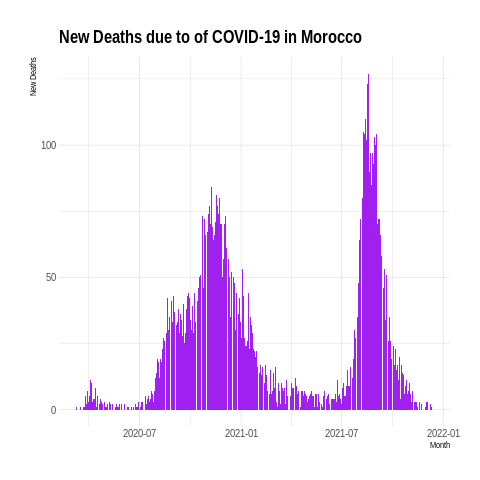 New Deaths due to of COVID-19 in Morocco
New Deaths
100
50
0
2020-07
2021-01
2021-07
2022-01
Month